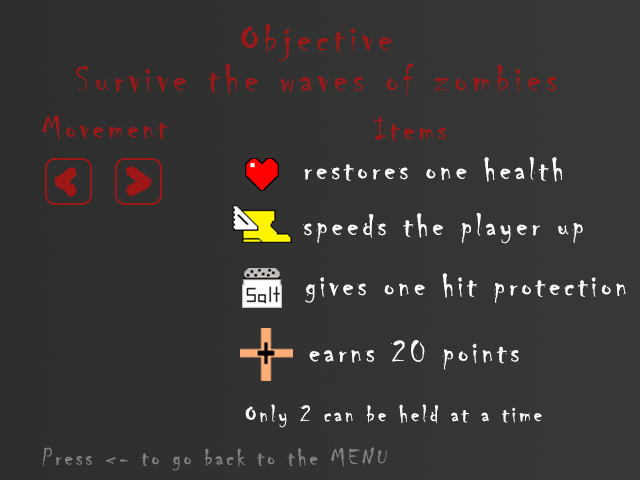 Objective
Survive the waves of zombies
Movement
Items
restores one health
speeds the player up
Salt
gives one hit protection
earns 20 points
Only 2 can be held at a time
Press <- to go back to the MENU